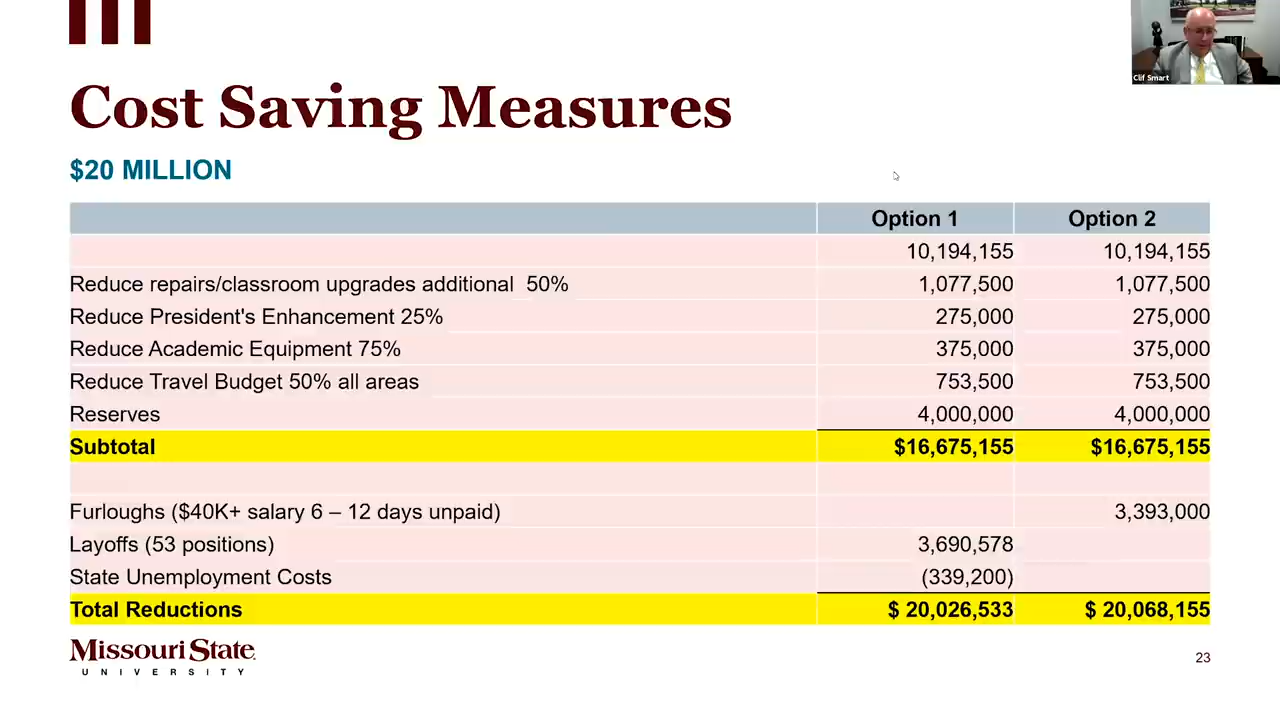 Clif Smart
Cost Saving Measures
$20 MILLION
Option 1 Option 2
10,194,155 10,194,155
Reduce repairs/classroom upgrades additional 50% 1,077,500 1,077,500
Reduce President's Enhancement 25% 275,000 275,000
Reduce Academic Equipment 75% 375,000 375,000
Reduce Travel Budget 50% all areas 753,500 753,500
Reserves 4,000,000 4,000,000
Subtotal $16,675,155 $16,675,155
Furloughs ($40K+ salary 6 – 12 days unpaid) 3,393,000
Layoffs (53 positions) 3,690,578
State Unemployment Costs (339,200)
Total Reductions $ 20,026,533 $ 20,068,155
Missouri State
UNIVERSITY
23